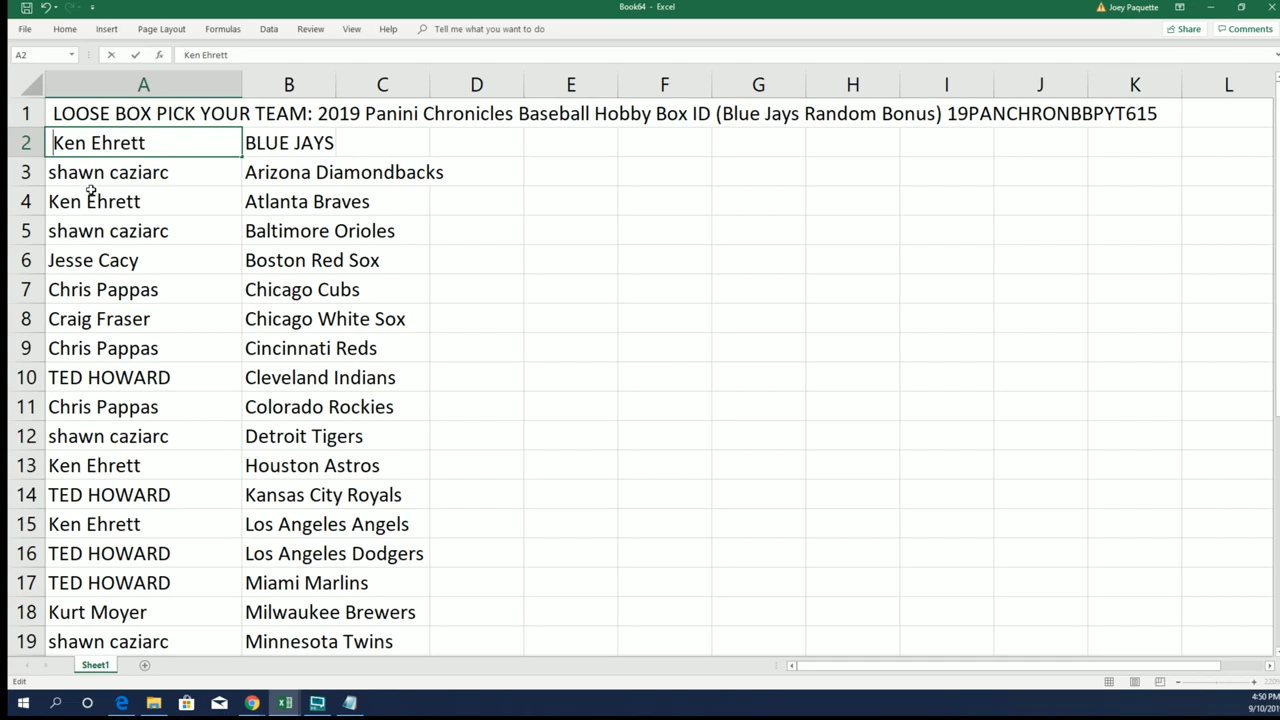 Book64 - Excel
Joey Paquette
File Home Insert Page Layout Formulas Data Review View Help Tell me what you want to do Share Comments
A2 fx Ken Ehrett
A B C D E F G H I J K L
1 LOOSE BOX PICK YOUR TEAM: 2019 Panini Chronicles Baseball Hobby Box ID (Blue Jays Random Bonus) 19PANCHRONBBPYT615
2 Ken Ehrett BLUE JAYS
3 shawn caziarc Arizona Diamondbacks
4 Ken Ehrett Atlanta Braves
5 shawn caziarc Baltimore Orioles
6 Jesse Cacy Boston Red Sox
7 Chris Pappas Chicago Cubs
8 Craig Fraser Chicago White Sox
9 Chris Pappas Cincinnati Reds
10 TED HOWARD Cleveland Indians
11 Chris Pappas Colorado Rockies
12 shawn caziarc Detroit Tigers
13 Ken Ehrett Houston Astros
14 TED HOWARD Kansas City Royals
15 Ken Ehrett Los Angeles Angels
16 TED HOWARD Los Angeles Dodgers
17 TED HOWARD Miami Marlins
18 Kurt Moyer Milwaukee Brewers
19 shawn caziarc Minnesota Twins
Sheet1
Edit
4:50 PM